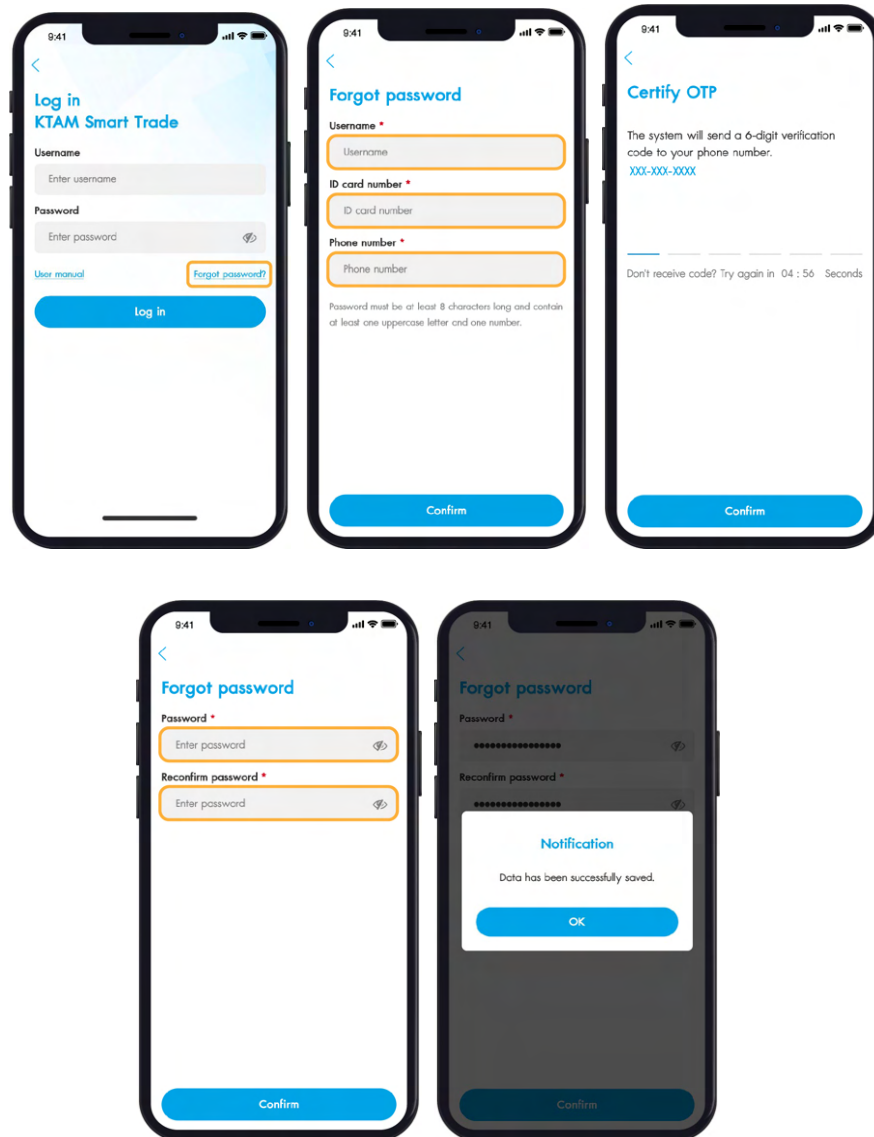 9:41
Log in
KTAM Smart Trade
Username
Enter username
Password
Enter password
User manual Forgot password?
Log in
9:41
Forgot password
Username *
Username
ID card number *
ID card number
Phone number *
Phone number
Password must be at least 8 characters long and contain
at least one uppercase letter cnd one number.
Confirm
9:41
Certify OTP
The system will send a 6-digit verification
code to your phone number.
XXX-XXX-XXXX
Don't receive code? Try again in 04 : 56 Seconds
Confirm
9:41
Forgot password
Password *
Enter password
Reconfirm password *
Enter password
Confirm
9:41
Forgot password
Password *
Reconfirm password *
Notification
Data has been successfully saved.
OK
Confirm